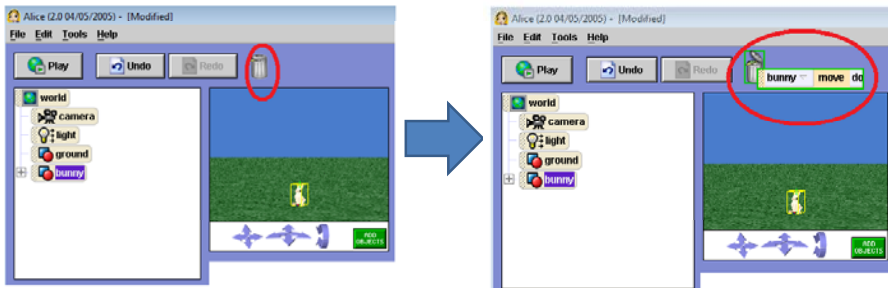 Alice (2.0 04/05/2005) - [Modified]
File Edit Tools Help
Play Undo Redo
world
camera
light
ground
bunny
ADD
OBJECTS
Alice (2.0 04/05/2005) - [Modified]
File Edit Tools Help
Play Undo Redo
bunny move do
world
camera
light
ground
bunny
ADD
OBJECTS